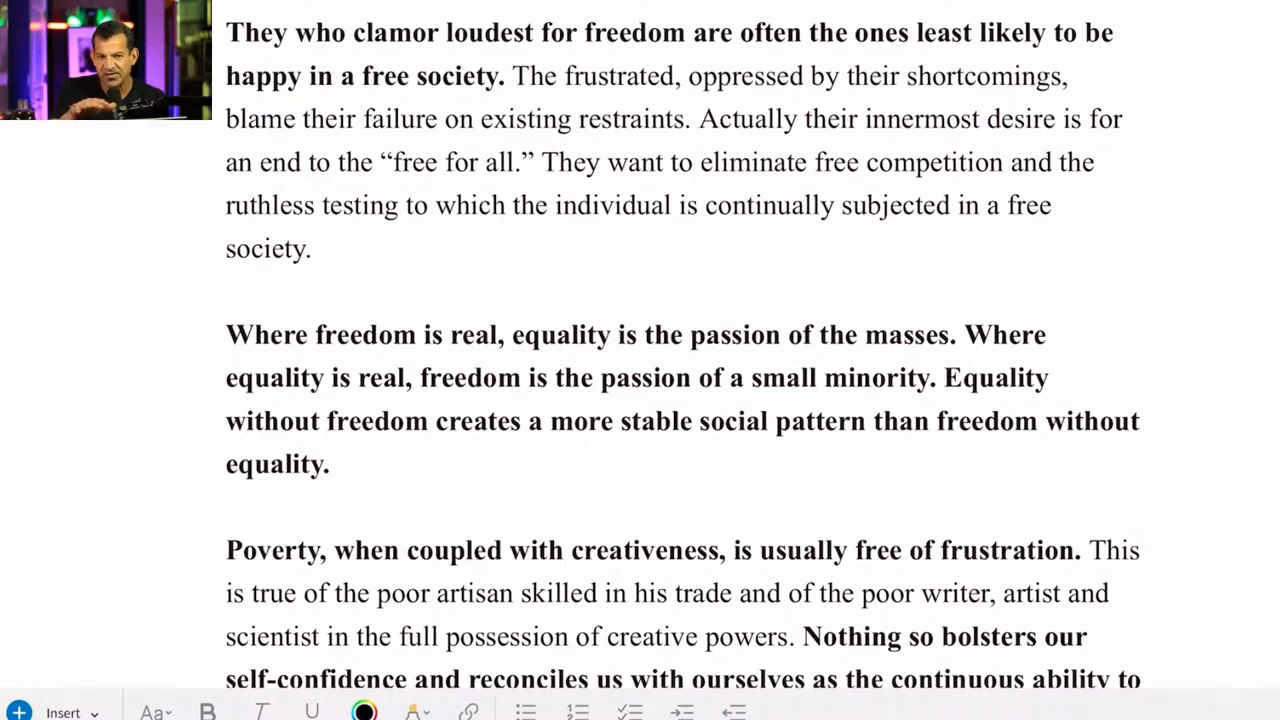 They who clamor loudest for freedom are often the ones least likely to be
happy in a free society. The frustrated, oppressed by their shortcomings,
blame their failure on existing restraints. Actually their innermost desire is for
an end to the “free for all.” They want to eliminate free competition and the
ruthless testing to which the individual is continually subjected in a free
society.
Where freedom is real, equality is the passion of the masses. Where
equality is real, freedom is the passion of a small minority. Equality
without freedom creates a more stable social pattern than freedom without
equality.
Poverty, when coupled with creativeness, is usually free of frustration. This
is true of the poor artisan skilled in his trade and of the poor writer, artist and
scientist in the full possession of creative powers. Nothing so bolsters our
self-confidence and reconciles us with ourselves as the continuous ability to
Insert Aa B T U